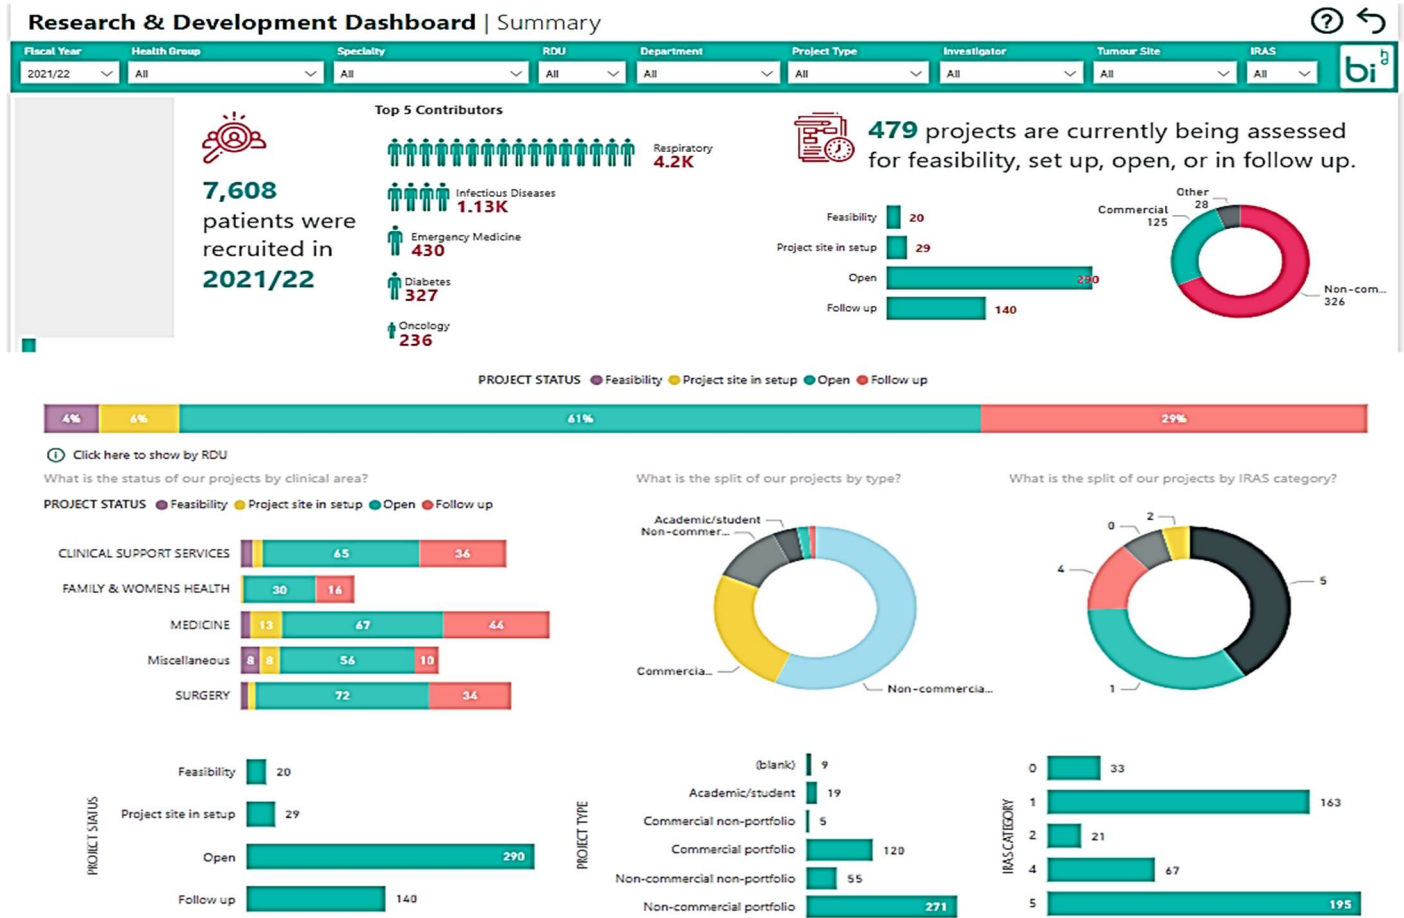 Research & Development Dashboard | Summary
?
Fiscal Year
Health Group
Specialty
RDU
Department
Project Type
Investigator
Tumour Site
IRAS
2021/22
All
All
All
All
All
All
All
All
bi
Top 5 Contributors
7,608
patients were
recruited in
2021/22
Respiratory
4.2K
Infectious Diseases
1.13K
Emergency Medicine
430
Diabetes
327
Oncology
236
479 projects are currently being assessed
for feasibility, set up, open, or in follow up.
Feasibility 20
Project site in setup 29
Open 290
Follow up 140
Other
28
Commercial
125
Non-com...
326
PROJECT STATUS Feasibility Project site in setup Open Follow up
4% 6% 61% 29%
Click here to show by RDU
What is the status of our projects by clinical area?
PROJECT STATUS Feasibility Project site in setup Open Follow up
CLINICAL SUPPORT SERVICES 65 36
FAMILY & WOMENS HEALTH 30 16
MEDICINE 13 67 44
Miscellaneous 8 8 56 10
SURGERY 72 34
What is the split of our projects by type?
Academic/student
Non-commer...
Commercia...
Non-commercia...
What is the split of our projects by IRAS category?
2
0
4
5
1
PROJECT STATUS
Feasibility 20
Project site in setup 29
Open 290
Follow up 140
PROJECT TYPE
(blank) 9
Academic/student 19
Commercial non-portfolio 5
Commercial portfolio 120
Non-commercial non-portfolio 55
Non-commercial portfolio 271
IRAS CATEGORY
0 33
1 163
2 21
4 67
5 195